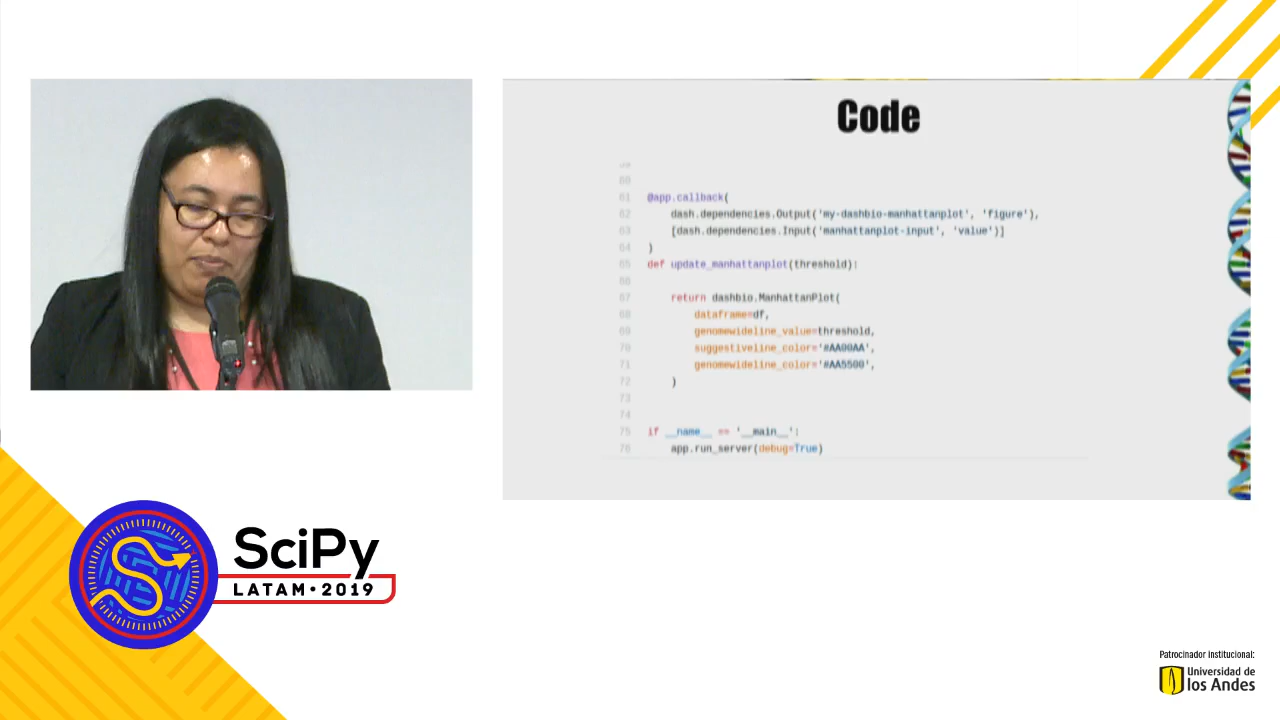 Code
59
60
61 @app.callback(
62 dash.dependencies.Output('my-dashbio-manhattanplot', 'figure'),
63 [dash.dependencies.Input('manhattanplot-input', 'value')]
64 )
65 def update_manhattanplot(threshold):
66
67 return dashbio.ManhattanPlot(
68 dataframe=df,
69 genomewideline_value=threshold,
70 suggestiveline_color='#AA00AA',
71 genomewideline_color='#AA5500',
72 )
73
74
75 if __name__ == '__main__':
76 app.run_server(debug=True)
SciPy
LATAM•2019
Patrocinador institucional:
Universidad de
los Andes